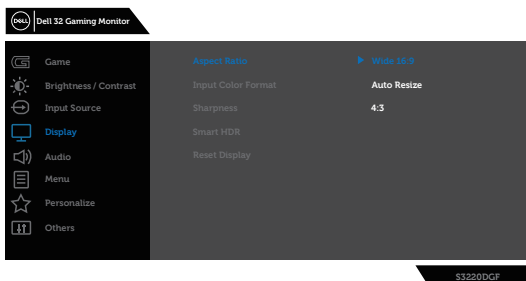 DELL Dell 32 Gaming Monitor
Game
Aspect Ratio Wide 16:9
Brightness / Contrast Input Color Format Auto Resize
Input Source Sharpness 4:3
Display Smart HDR
Audio Reset Display
Menu
Personalize
Others
S3220DGF